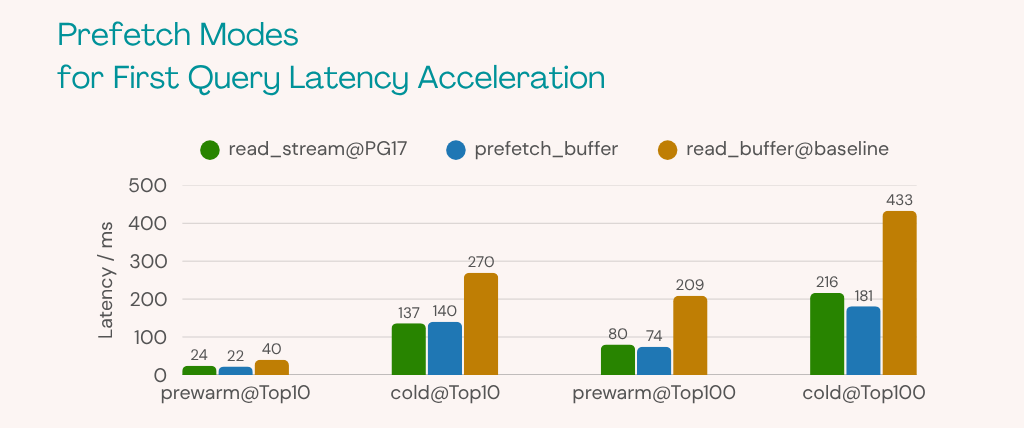 Prefetch Modes
for First Query Latency Acceleration
read_stream@PG17 prefetch_buffer read_buffer@baseline
Latency / ms
500
400
300
200
100
0
24 22 40
137 140 270
80 74 209
216 181 433
prewarm@Top10 cold@Top10 prewarm@Top100 cold@Top100